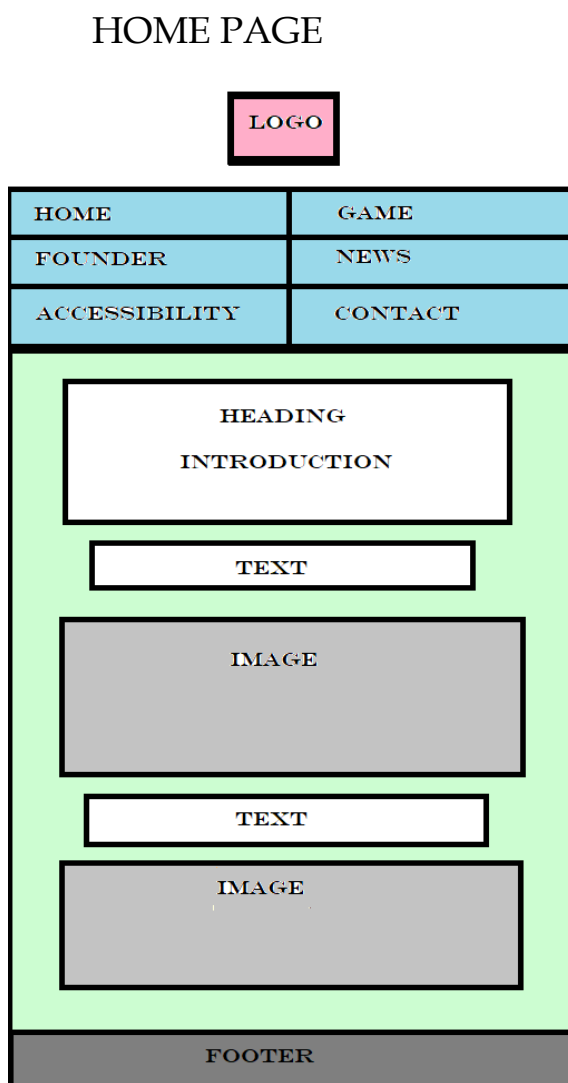 HOME PAGE
LOGO
HOME GAME
FOUNDER NEWS
ACCESSIBILITY CONTACT
HEADING
INTRODUCTION
TEXT
IMAGE
TEXT
IMAGE
FOOTER